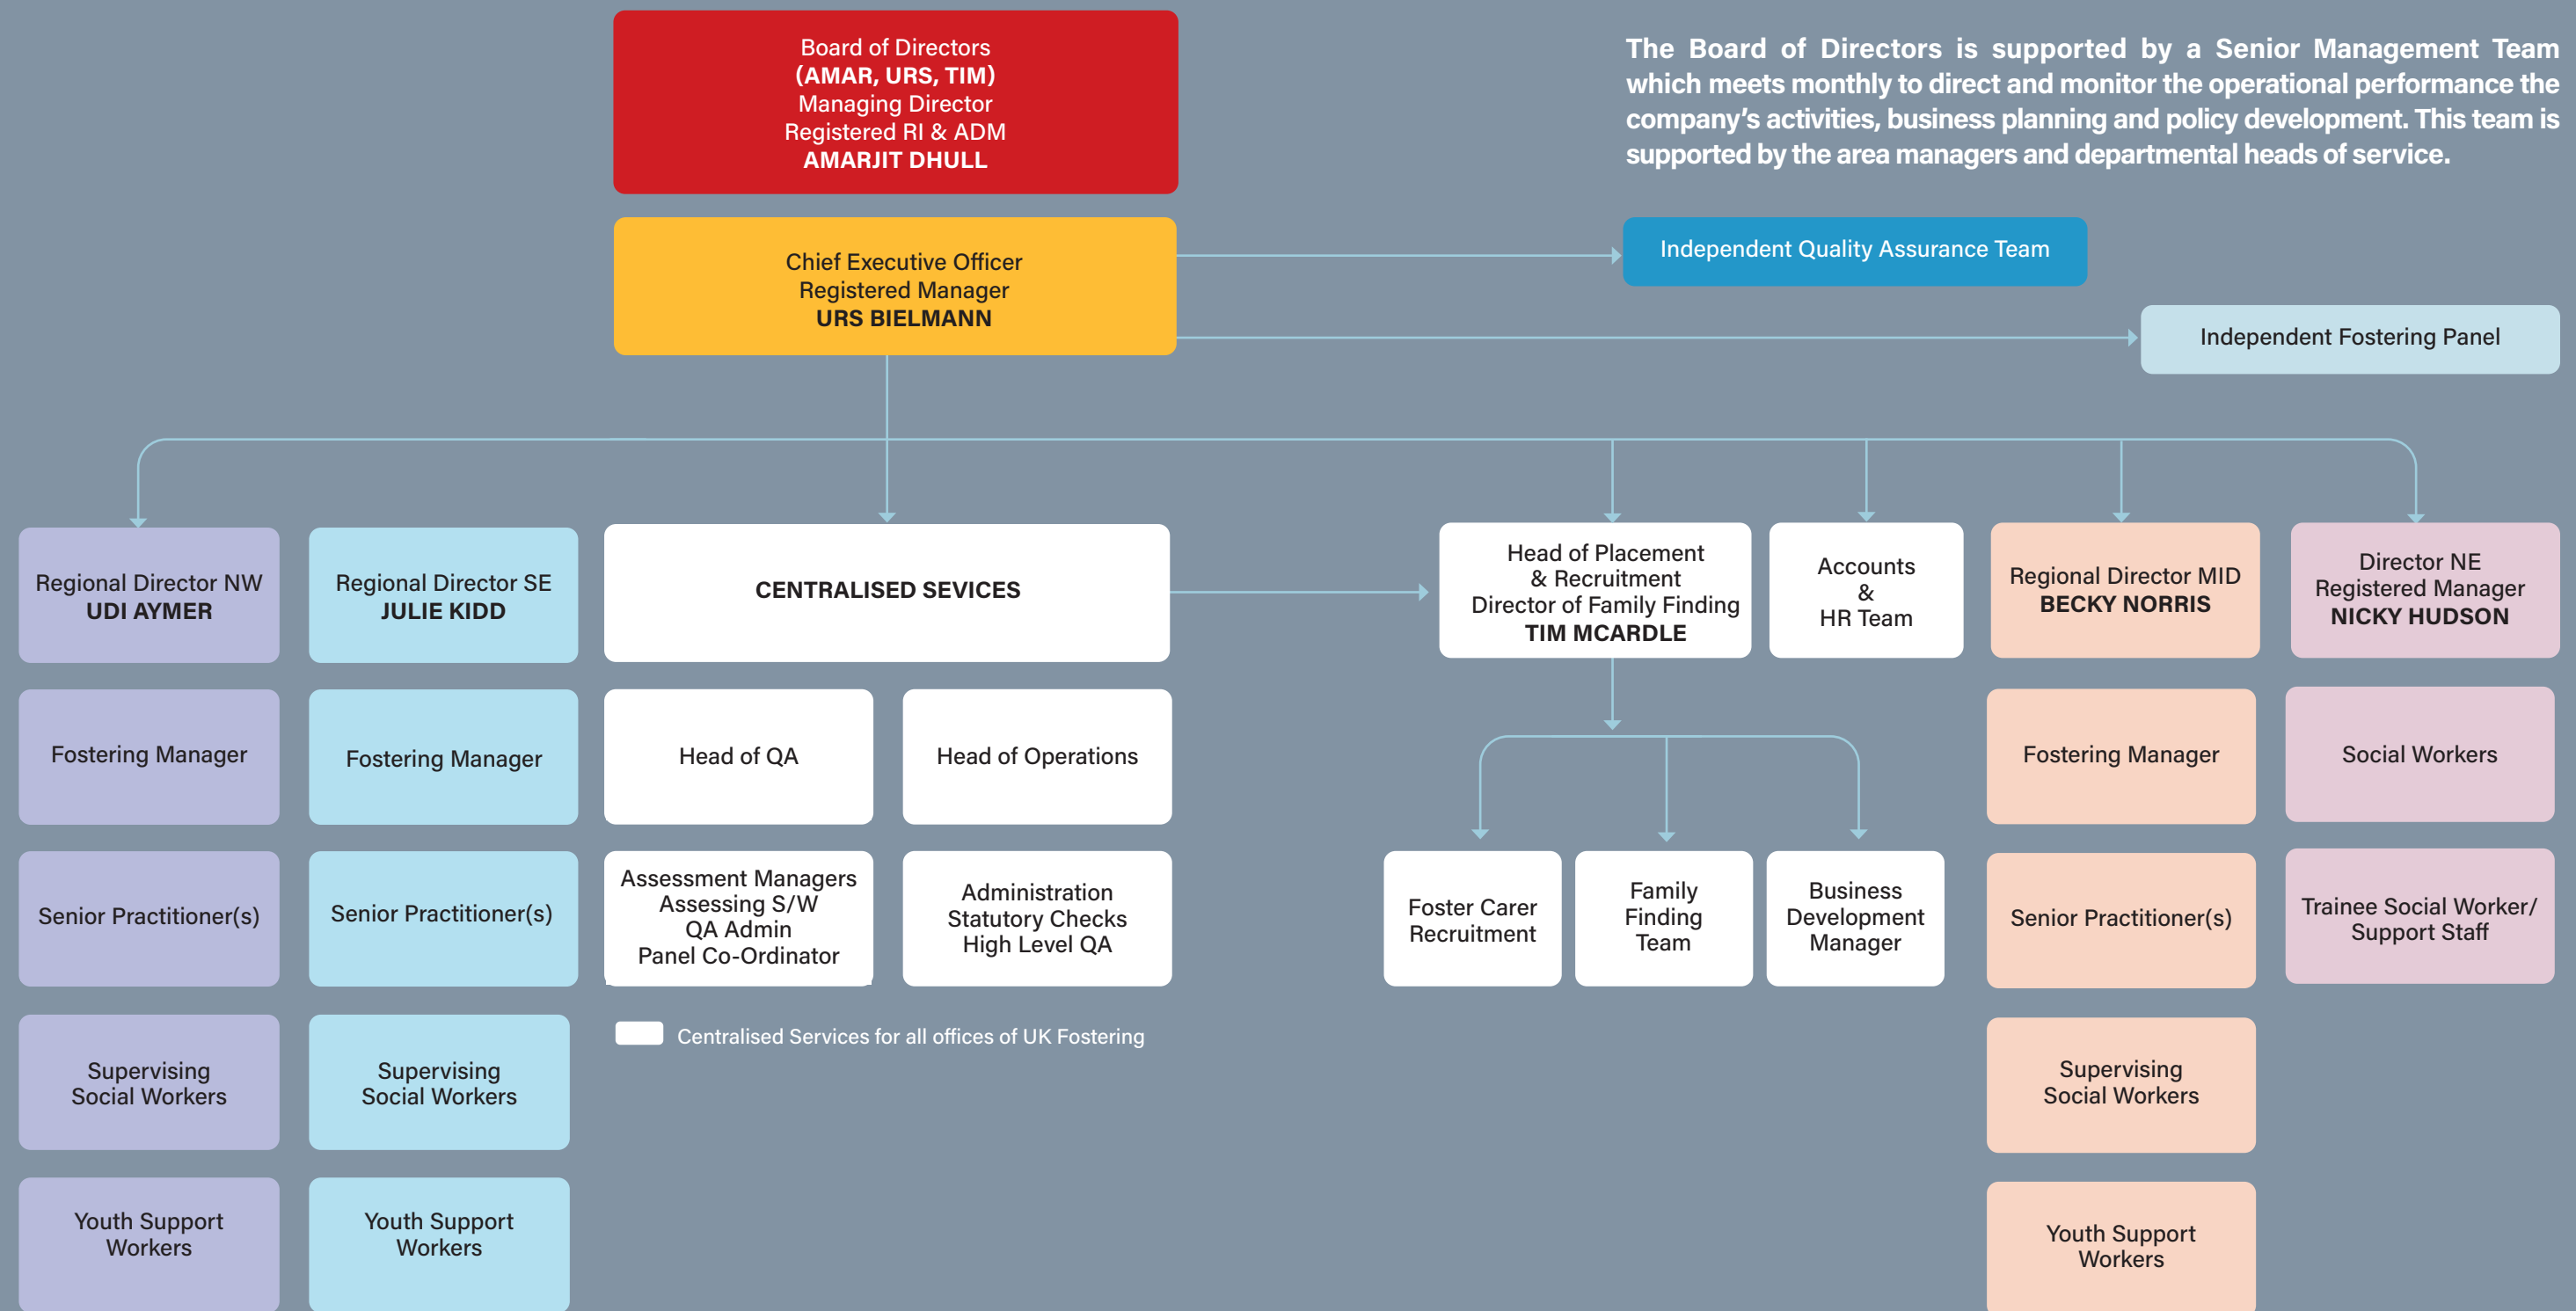 Board of Directors
(AMAR, URS, TIM)
Managing Director
Registered RI & ADM
AMARJIT DHULL
The Board of Directors is supported by a Senior Management Team
which meets monthly to direct and monitor the operational performance the
company’s activities, business planning and policy development. This team is
supported by the area managers and departmental heads of service.
Chief Executive Officer
Registered Manager
URS BIELMANN
Independent Quality Assurance Team
Independent Fostering Panel
Regional Director NW
UDI AYMER
Regional Director SE
JULIE KIDD
CENTRALISED SEVICES
Head of Placement
& Recruitment
Director of Family Finding
TIM MCARDLE
Accounts
&
HR Team
Regional Director MID
BECKY NORRIS
Director NE
Registered Manager
NICKY HUDSON
Fostering Manager
Fostering Manager
Head of QA
Head of Operations
Fostering Manager
Social Workers
Senior Practitioner(s)
Senior Practitioner(s)
Assessment Managers
Assessing S/W
QA Admin
Panel Co-Ordinator
Administration
Statutory Checks
High Level QA
Foster Carer
Recruitment
Family
Finding
Team
Business
Development
Manager
Senior Practitioner(s)
Trainee Social Worker/
Support Staff
Centralised Services for all offices of UK Fostering
Supervising
Social Workers
Supervising
Social Workers
Supervising
Social Workers
Youth Support
Workers
Youth Support
Workers
Youth Support
Workers